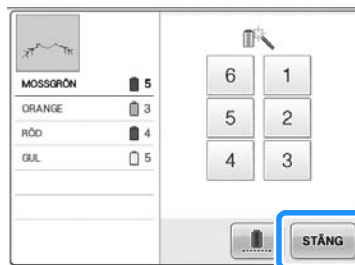 MOSSGRÖN 5
ORANGE 3
RÖD 4
GUL 5
6 1
5 2
4 3
STÄNG